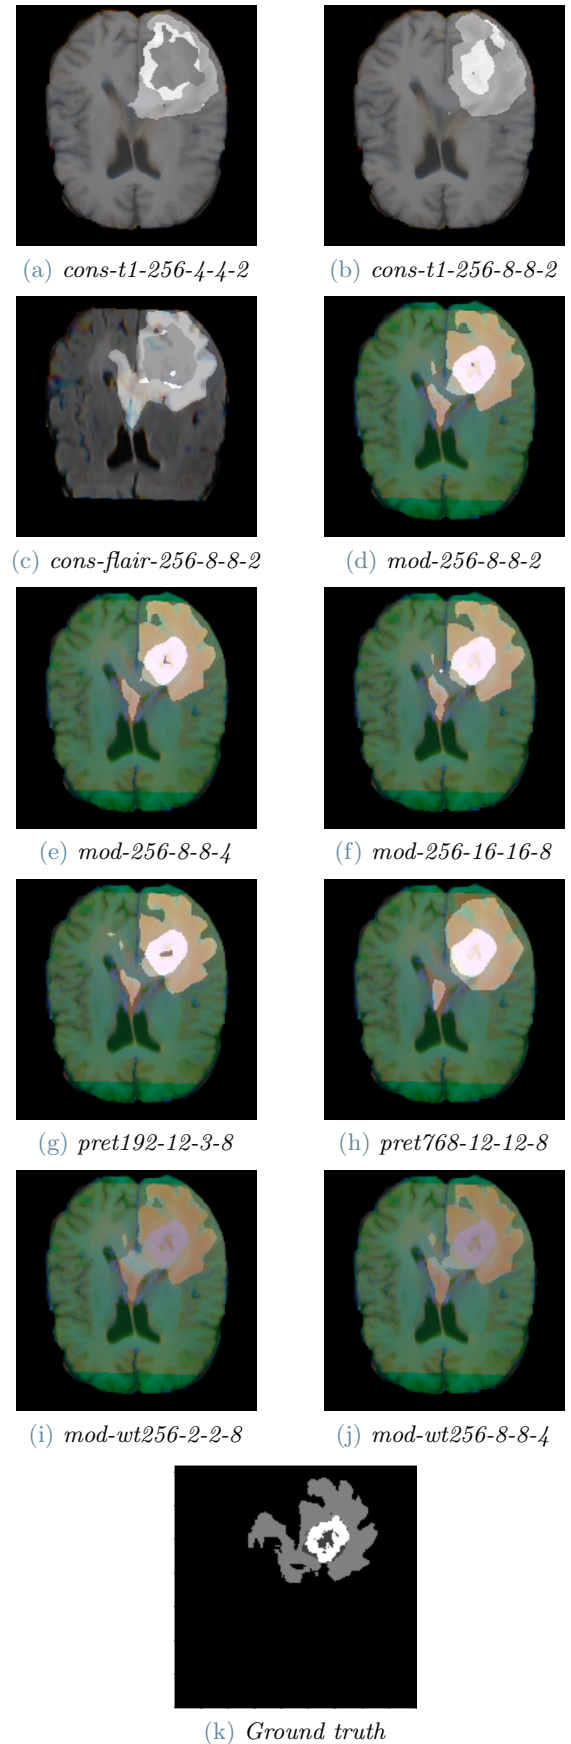 (a) cons-t1-256-4-4-2
(b) cons-t1-256-8-8-2
(c) cons-flair-256-8-8-2
(d) mod-256-8-8-2
(e) mod-256-8-8-4
(f) mod-256-16-16-8
(g) pret192-12-3-8
(h) pret768-12-12-8
(i) mod-wt256-2-2-8
(j) mod-wt256-8-8-4
(k) Ground truth